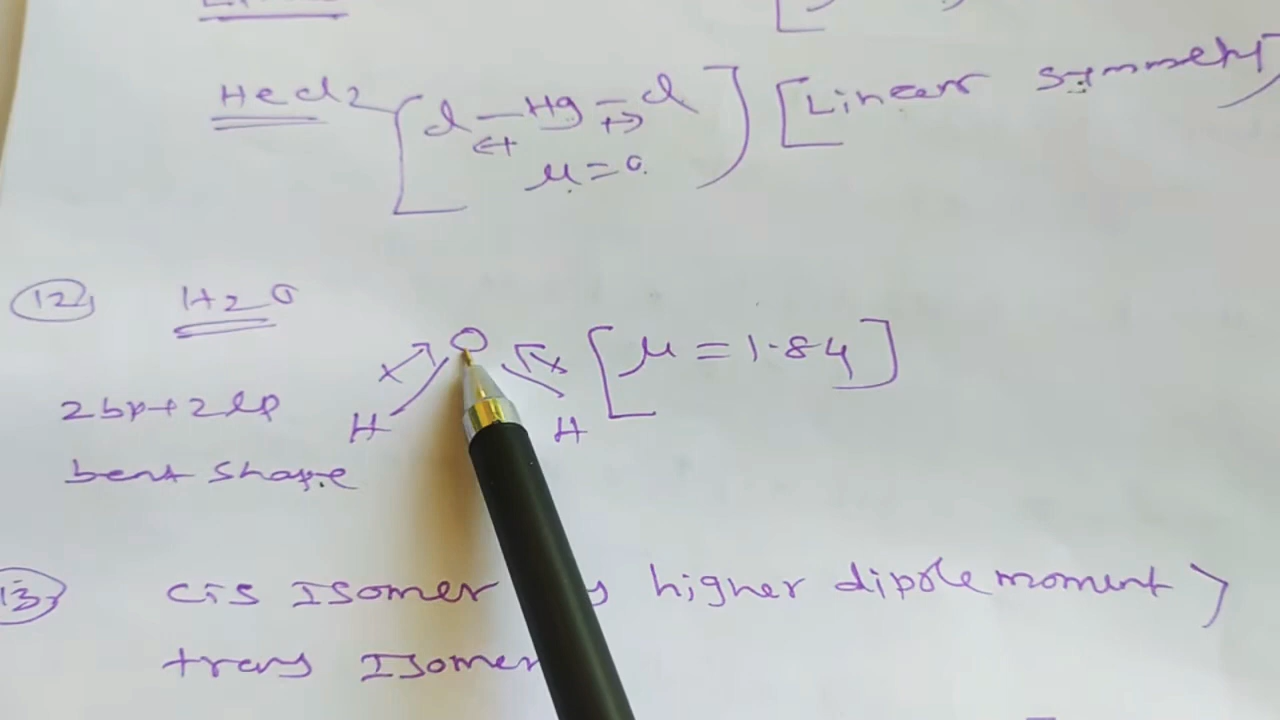 Hecl2 [cl — Hg — cl) [Linear symmetry
μ = 0
12) H2O
O [μ = 1.84]
H H
2bp+2lp
bent shape
13) cis Isomer higher dipole moment >
trans Isomer